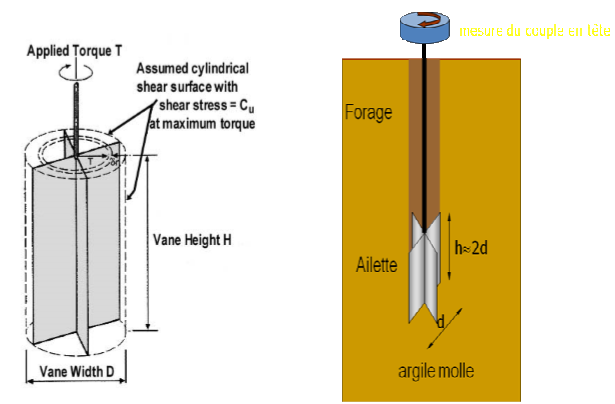 Applied Torque T
Assumed cylindrical
shear surface with
shear stress = Cu
at maximum torque
T
Vane Height H
Vane Width D
mesure du couple en tête
Forage
h≈2d
Ailette
d
argile molle